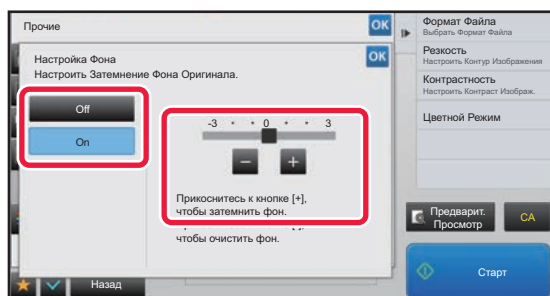 Прочие
OK
Настройка Фона
OK
Настроить Затемнение Фона Оригинала.
Off
On
-3 0 3
− +
Прикоснитесь к кнопке [+],
чтобы затемнить фон.
чтобы очистить фон.
Назад
Формат Файла
Выбрать Формат Файла
Резкость
Настроить Контур Изображения
Контрастность
Настроить Контраст Изображ.
Цветной Режим
Предварит.
Просмотр
CA
Старт